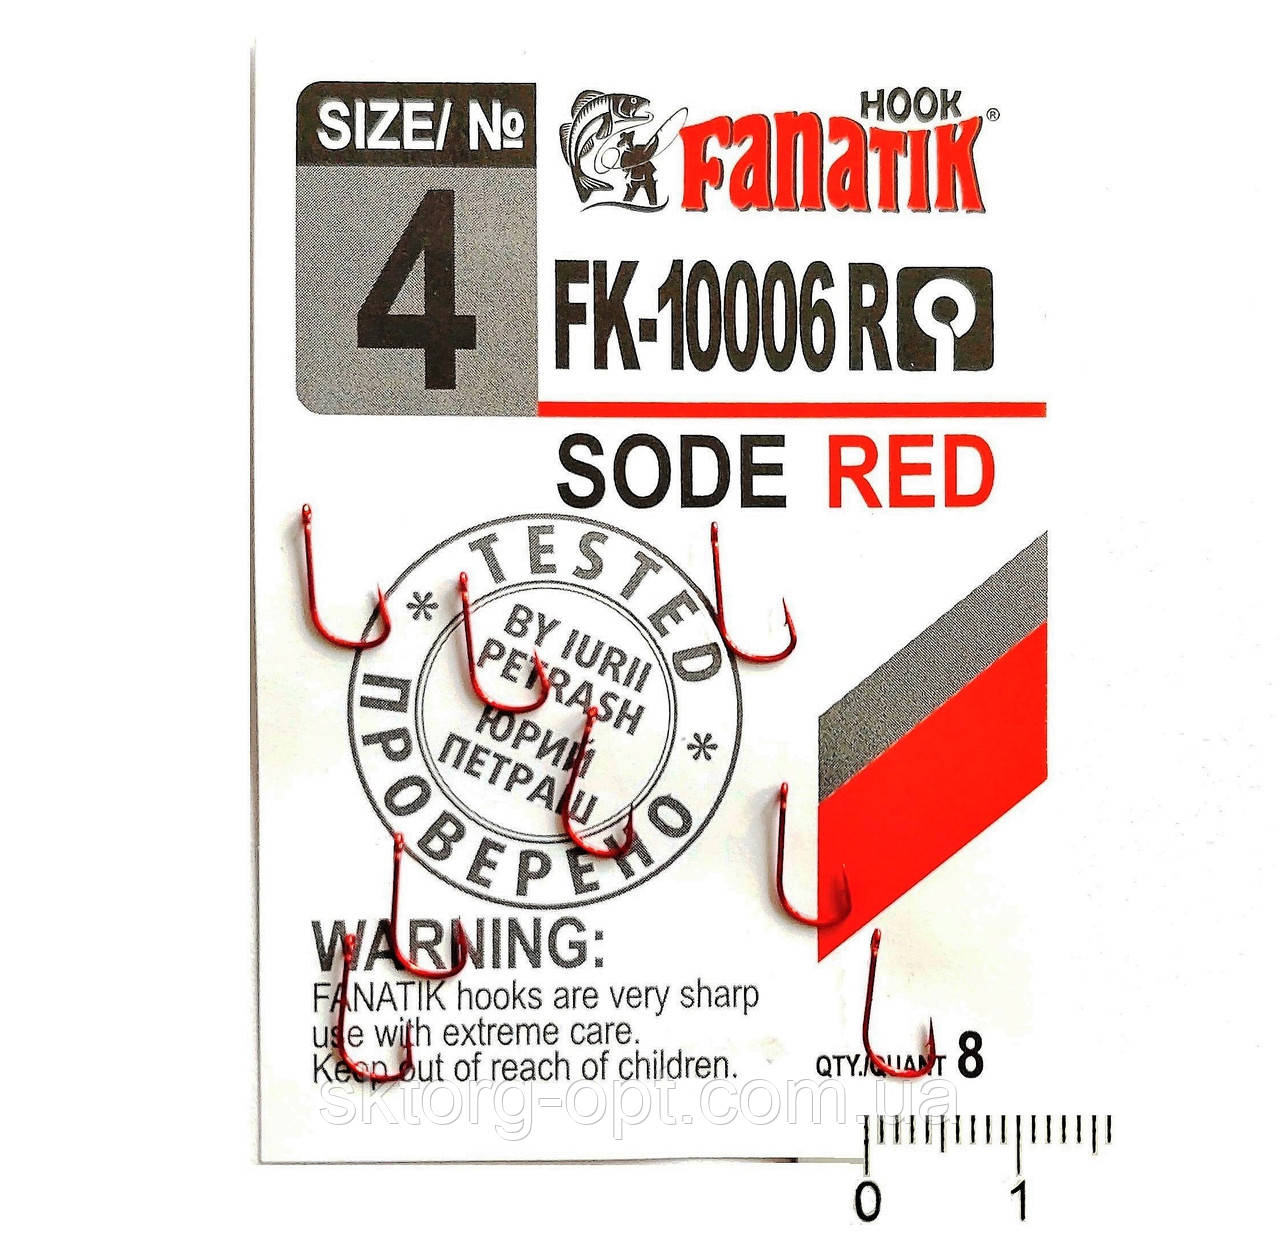 SIZE/ №
4
HOOK
Fanatik®
FK-10006 R
SODE RED
TESTED
BY IURII
PETRASH
ЮРИЙ
ПЕТРАШ
ПРОВЕРЕНО
WARNING:
FANATIK hooks are very sharp
use with extreme care.
Keep out of reach of children.
QTY./QUANT 8
sktorg-opt.com.ua
0 1